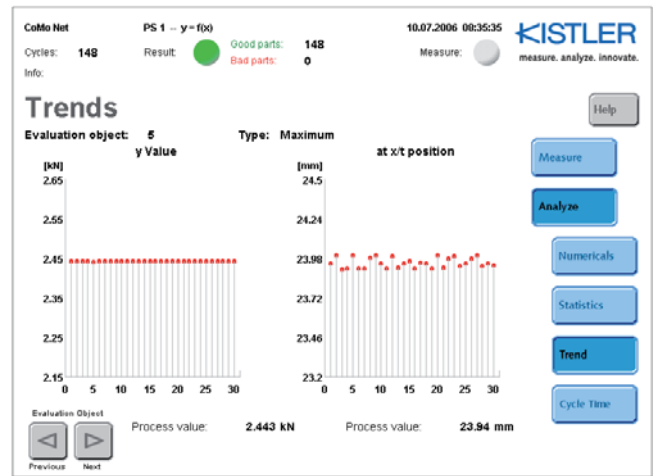 CoMo Net PS 1 -- y = f(x) 10.07.2006 08:35:35 KISTLER
Cycles: 148 Result: Good parts: 148 Measure: measure. analyze. innovate.
Bad parts: 0
Info:
Trends
Help
Evaluation object: 5 Type: Maximum
y Value at x/t position
Measure
[kN] [mm]
2.65 24.5
Analyze
2.55 24.24
2.45 23.98
Numericals
2.35 23.72
Statistics
2.25 23.46
Trend
2.15 23.2
0 5 10 15 20 25 30 0 5 10 15 20 25 30
Cycle Time
Evaluation Object
Process value: 2.443 kN Process value: 23.94 mm
Previous Next